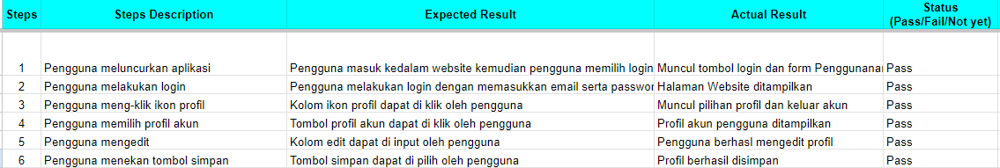 Steps Steps Description Expected Result Actual Result Status
(Pass/Fail/Not yet)
1 Pengguna meluncurkan aplikasi Pengguna masuk kedalam website kemudian pengguna memilih login Muncul tombol login dan form Penggunanan Pass
2 Pengguna melakukan login Pengguna melakukan login dengan memasukkan email serta passwor Halaman Website ditampilkan Pass
3 Pengguna meng-klik ikon profil Kolom ikon profil dapat di klik oleh pengguna Muncul pilihan profil dan keluar akun Pass
4 Pengguna memilih profil akun Tombol profil akun dapat di klik oleh pengguna Profil akun pengguna ditampilkan Pass
5 Pengguna mengedit Kolom edit dapat di input oleh pengguna Pengguna berhasl mengedit profil Pass
6 Pengguna menekan tombol simpan Tombol simpan dapat di pilih oleh pengguna Profil berhasil disimpan Pass